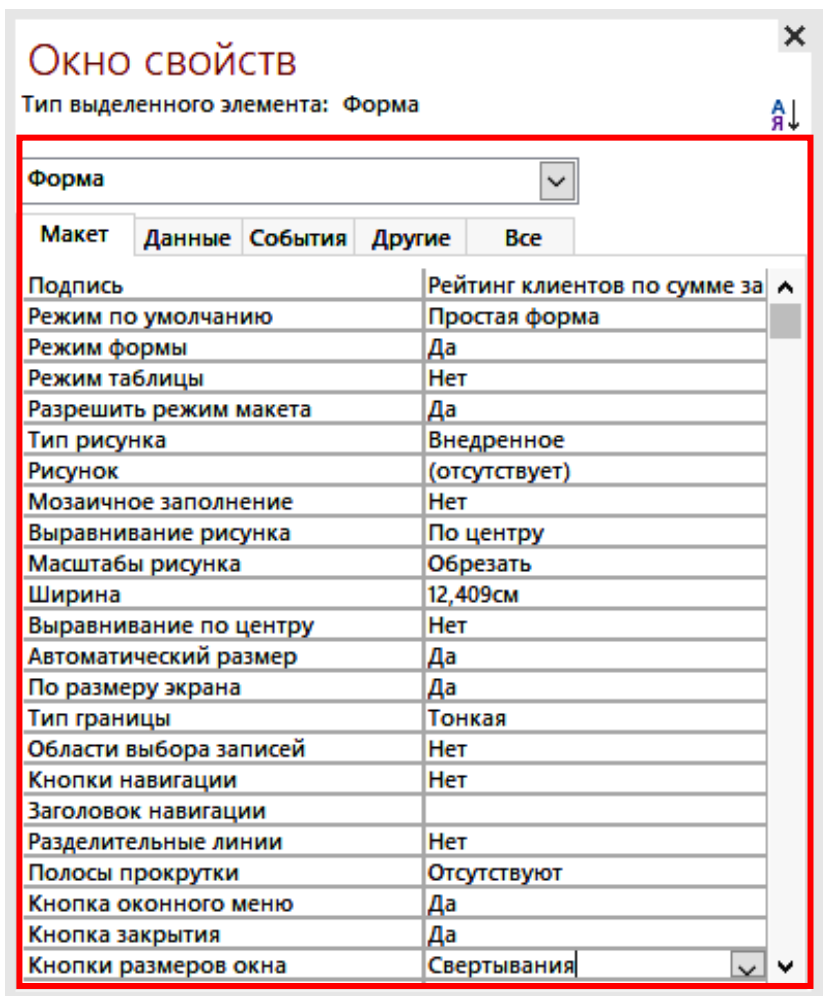 Окно свойств
Тип выделенного элемента: Форма
А
Я
Форма
Макет Данные События Другие Все
Подпись Рейтинг клиентов по сумме за
Режим по умолчанию Простая форма
Режим формы Да
Режим таблицы Нет
Разрешить режим макета Да
Тип рисунка Внедренное
Рисунок (отсутствует)
Мозаичное заполнение Нет
Выравнивание рисунка По центру
Масштабы рисунка Обрезать
Ширина 12,409см
Выравнивание по центру Нет
Автоматический размер Да
По размеру экрана Да
Тип границы Тонкая
Области выбора записей Нет
Кнопки навигации Нет
Заголовок навигации
Разделительные линии Нет
Полосы прокрутки Отсутствуют
Кнопка оконного меню Да
Кнопка закрытия Да
Кнопки размеров окна Свертывания